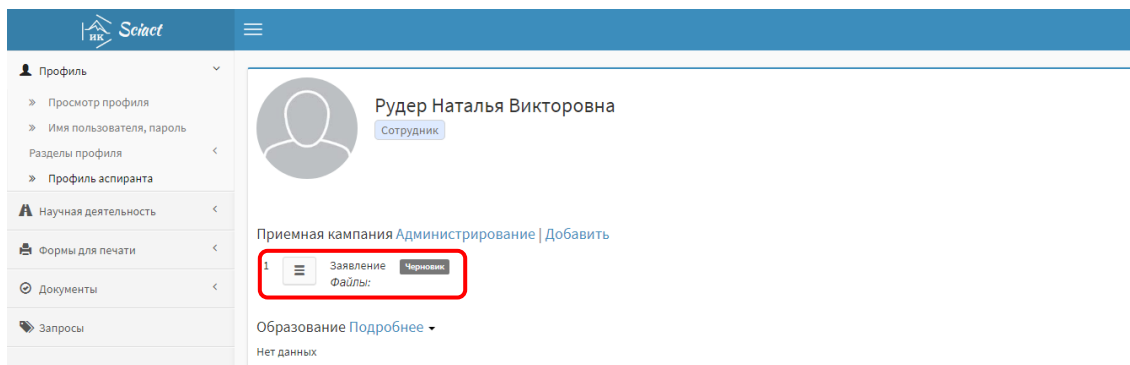 ИК Sciact
Профиль
Просмотр профиля
Имя пользователя, пароль
Разделы профиля
Профиль аспиранта
Научная деятельность
Формы для печати
Документы
Запросы
Рудер Наталья Викторовна
Сотрудник
Приемная кампания Администрирование | Добавить
1 Заявление Черновик
Файлы:
Образование Подробнее
Нет данных